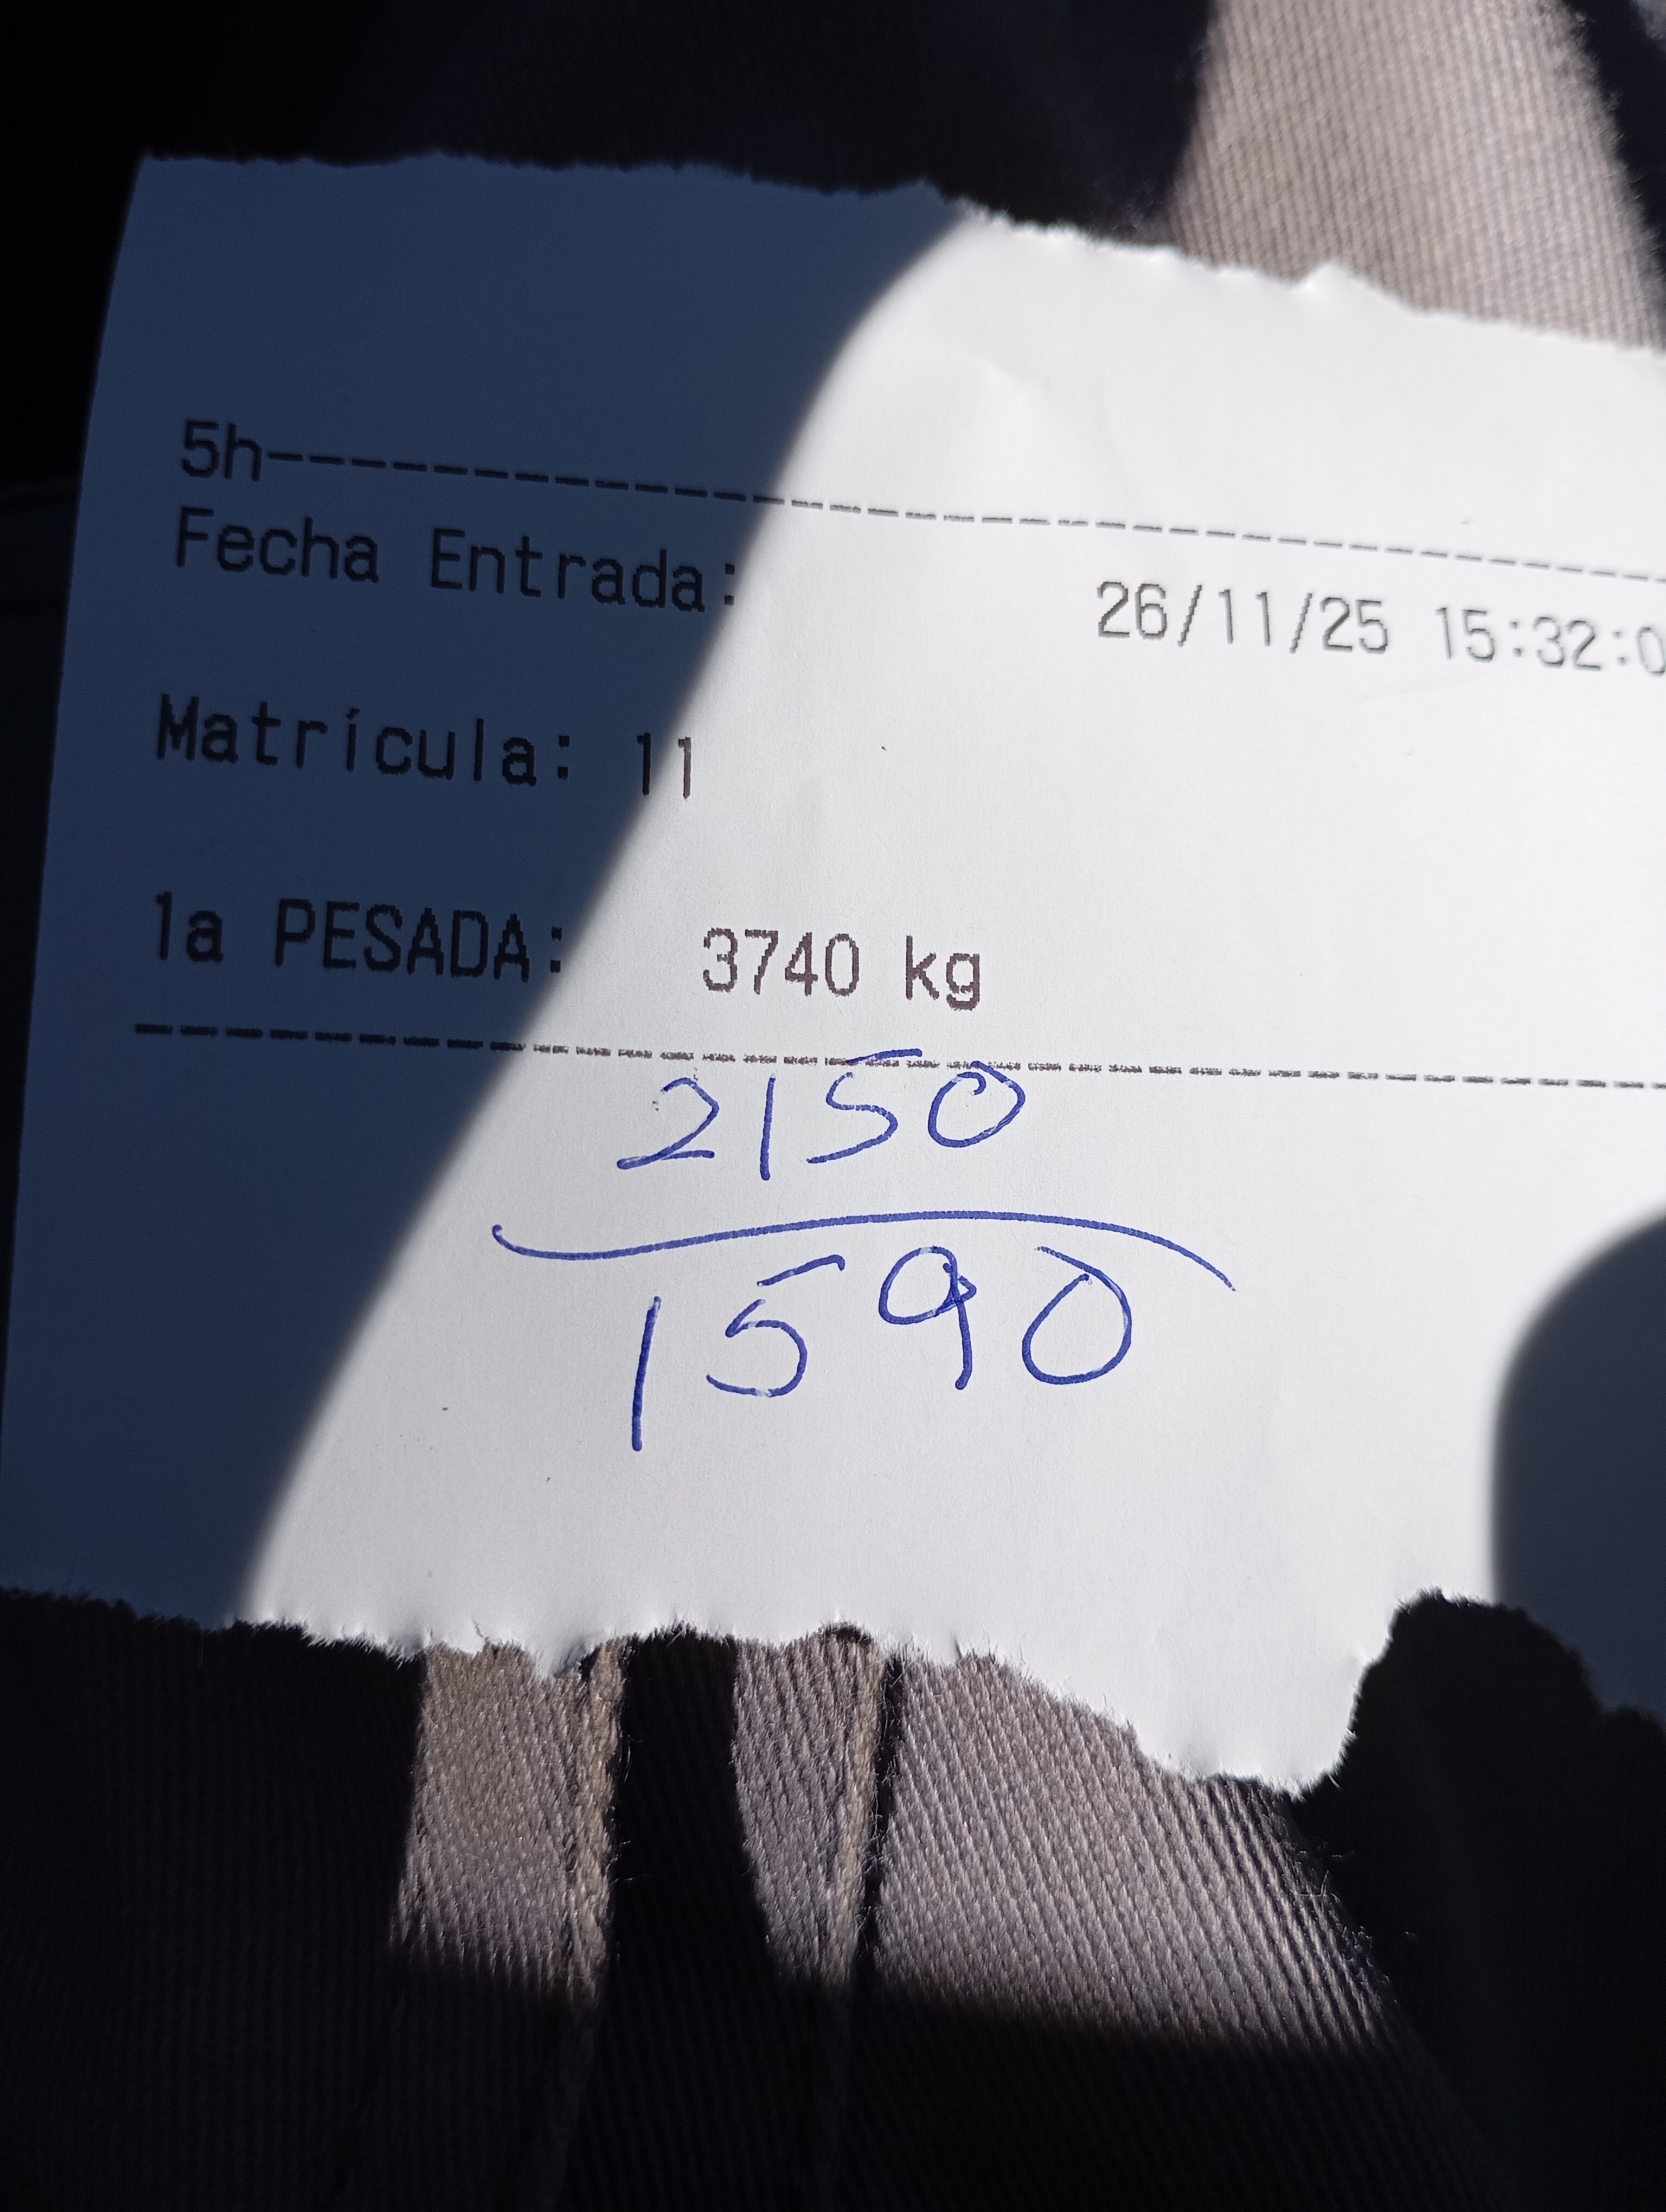 5h--------------------------------
Fecha Entrada: 26/11/25 15:32:0
Matrícula: 11
1a PESADA: 3740 kg
2150
1590